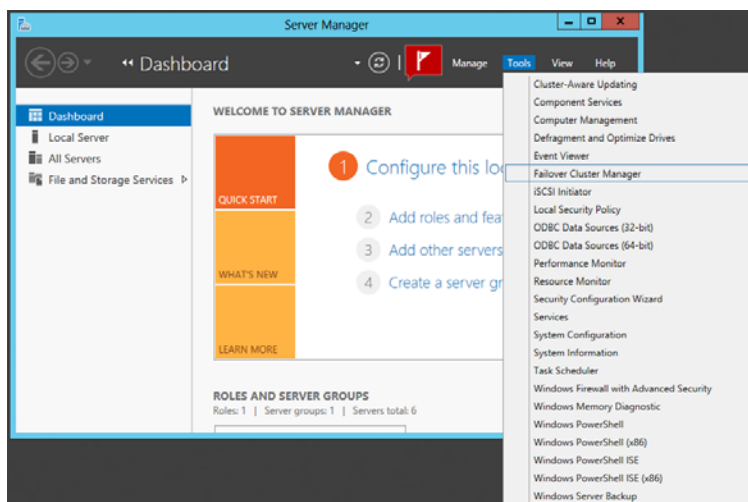 Server Manager
Dashboard
Manage Tools View Help
Dashboard
Local Server
All Servers
File and Storage Services
WELCOME TO SERVER MANAGER
QUICK START
WHAT'S NEW
LEARN MORE
1 Configure this
2 Add roles and
3 Add other servers
4 Create a server
ROLES AND SERVER GROUPS
Roles: 1 | Server groups: 1 | Servers total: 6
Cluster-Aware Updating
Component Services
Computer Management
Defragment and Optimize Drives
Event Viewer
Failover Cluster Manager
iSCSI Initiator
Local Security Policy
ODBC Data Sources (32-bit)
ODBC Data Sources (64-bit)
Performance Monitor
Resource Monitor
Security Configuration Wizard
Services
System Configuration
System Information
Task Scheduler
Windows Firewall with Advanced Security
Windows Memory Diagnostic
Windows PowerShell
Windows PowerShell (x86)
Windows PowerShell ISE
Windows PowerShell ISE (x86)
Windows Server Backup